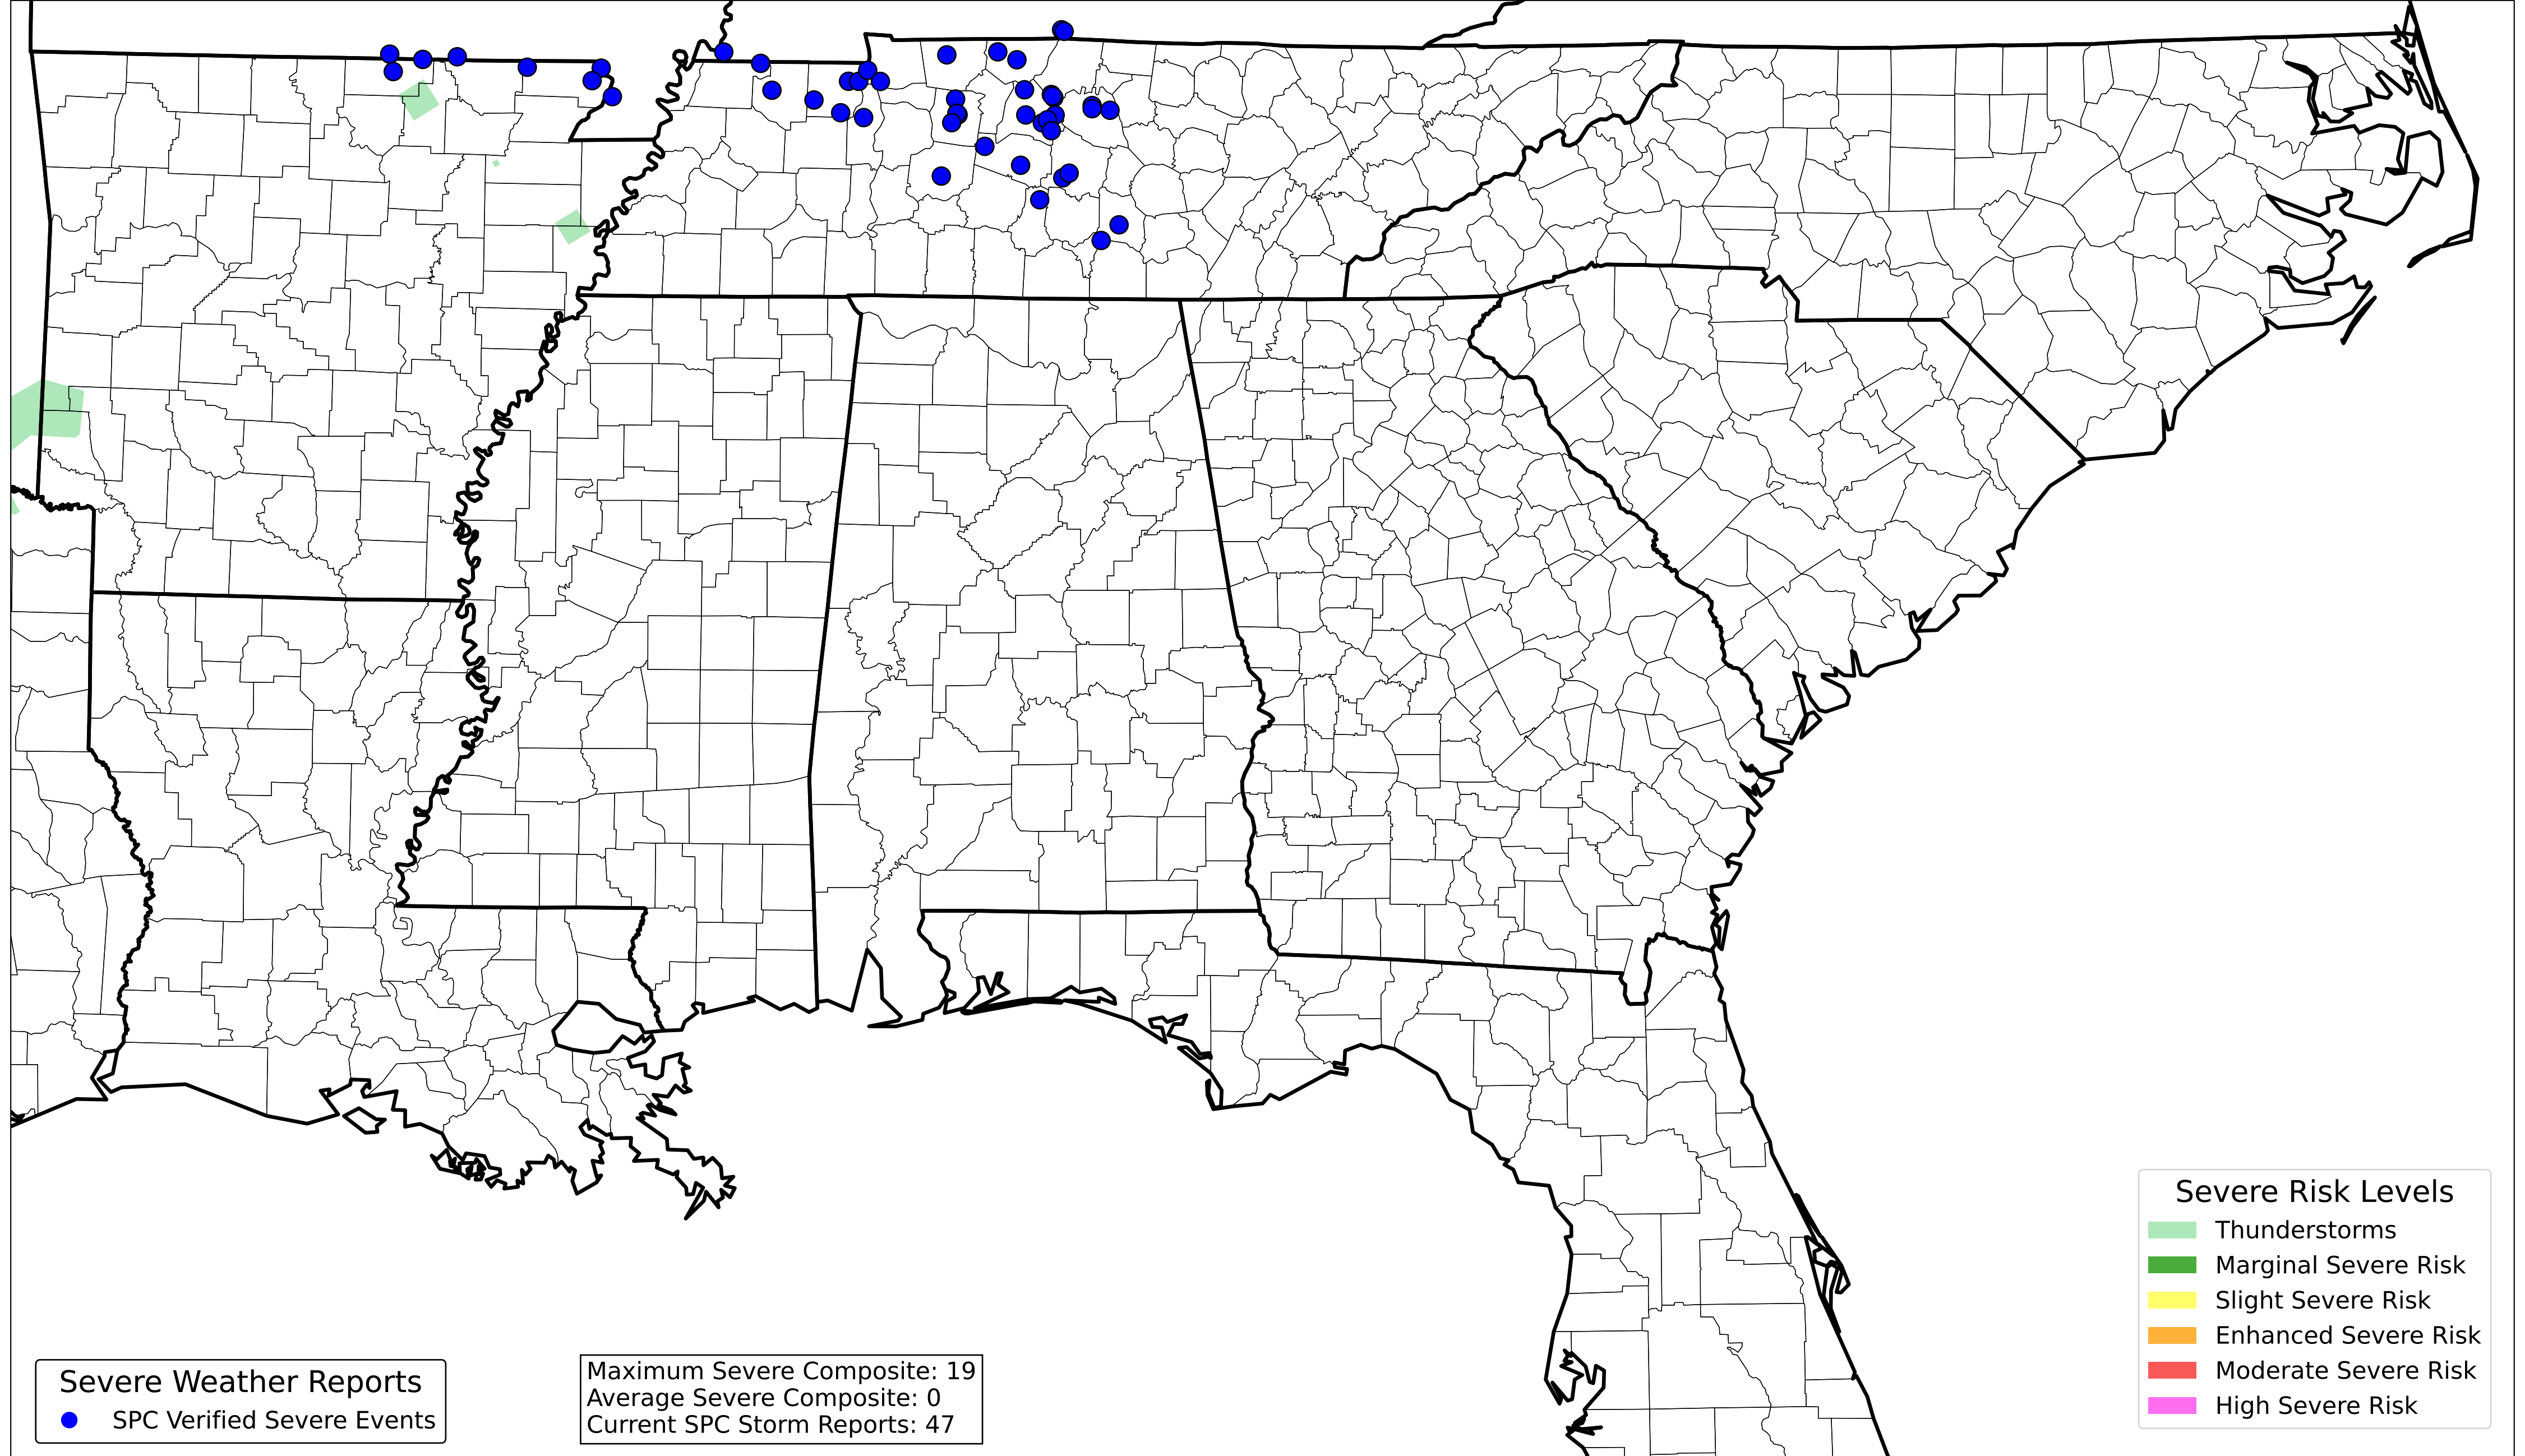 Severe Risk Levels
Thunderstorms
Marginal Severe Risk
Slight Severe Risk
Enhanced Severe Risk
Moderate Severe Risk
High Severe Risk
Severe Weather Reports
SPC Verified Severe Events
Maximum Severe Composite: 19
Average Severe Composite: 0
Current SPC Storm Reports: 47